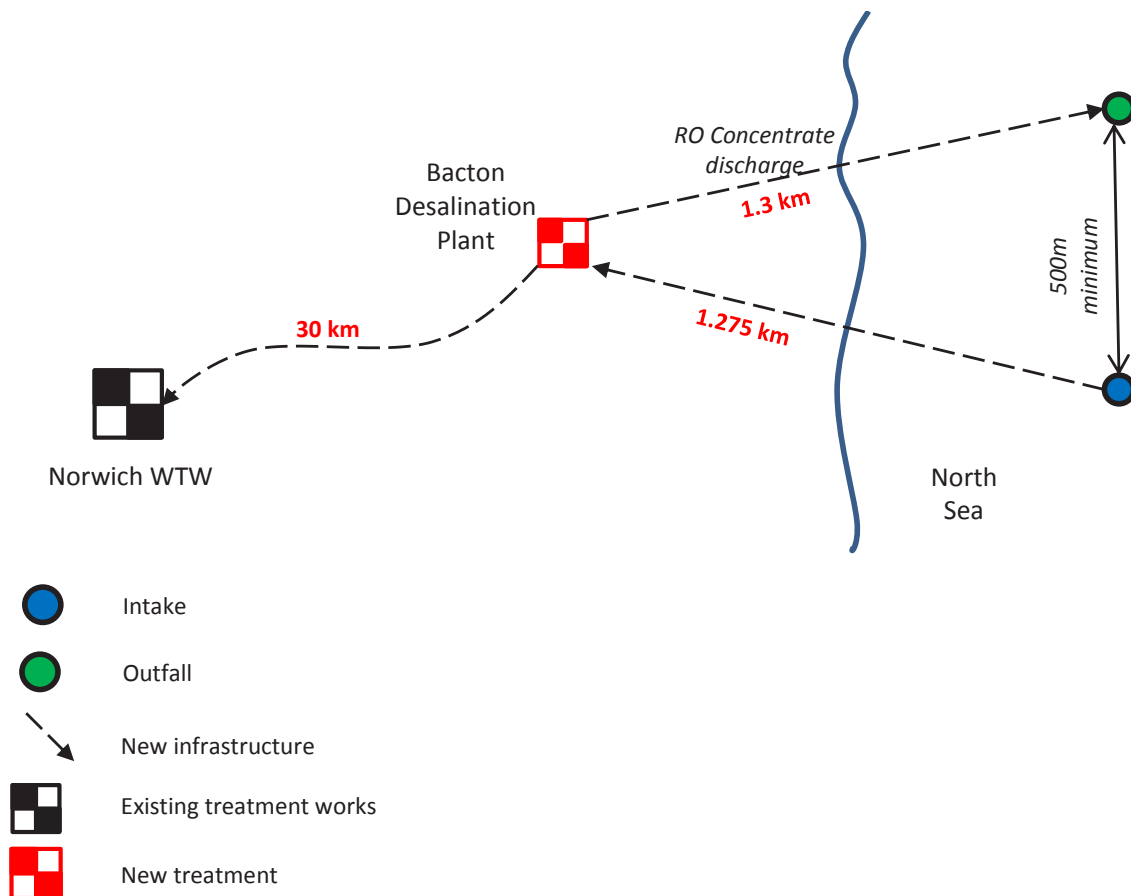 RO Concentrate
discharge
1.3 km
Bacton
Desalination
Plant
500m
minimum
1.275 km
30 km
Norwich WTW
North
Sea
Intake
Outfall
New infrastructure
Existing treatment works
New treatment